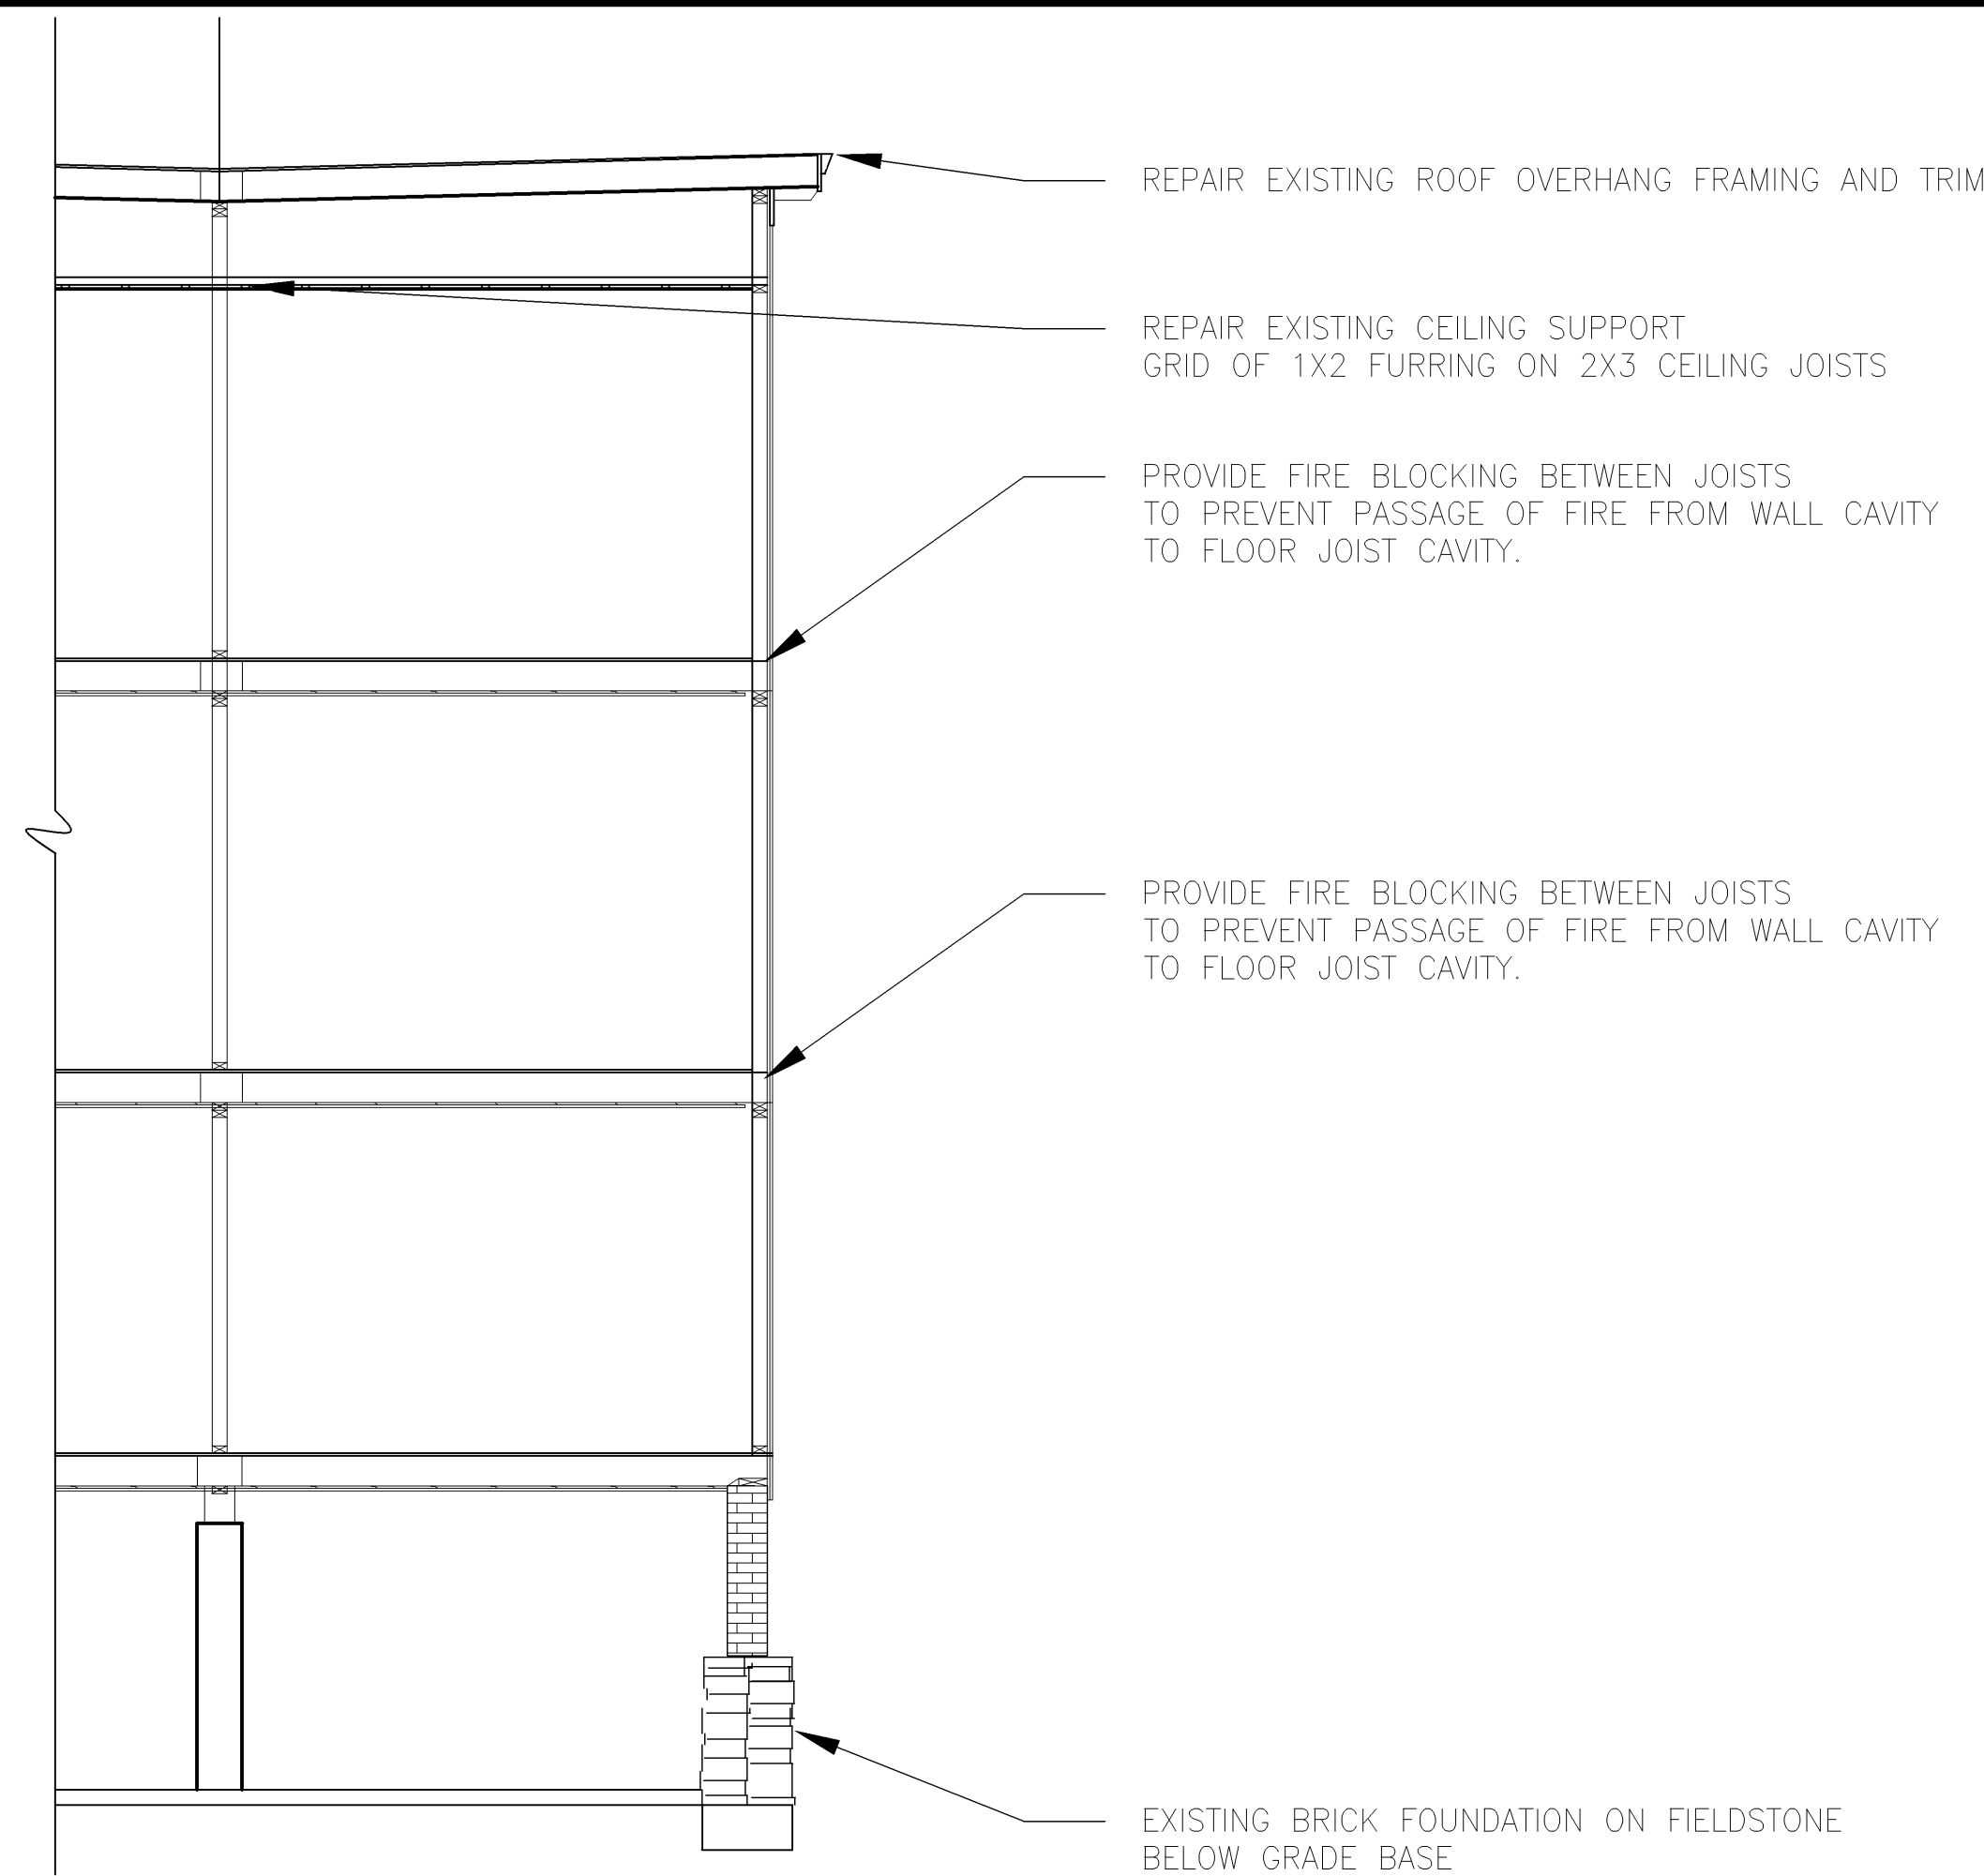 REPAIR EXISTING ROOF OVERHANG FRAMING AND TRIM
REPAIR EXISTING CEILING SUPPORT
GRID OF 1X2 FURRING ON 2X3 CEILING JOISTS
PROVIDE FIRE BLOCKING BETWEEN JOISTS
TO PREVENT PASSAGE OF FIRE FROM WALL CAVITY
TO FLOOR JOIST CAVITY.
PROVIDE FIRE BLOCKING BETWEEN JOISTS
TO PREVENT PASSAGE OF FIRE FROM WALL CAVITY
TO FLOOR JOIST CAVITY.
EXISTING BRICK FOUNDATION ON FIELDSTONE
BELOW GRADE BASE